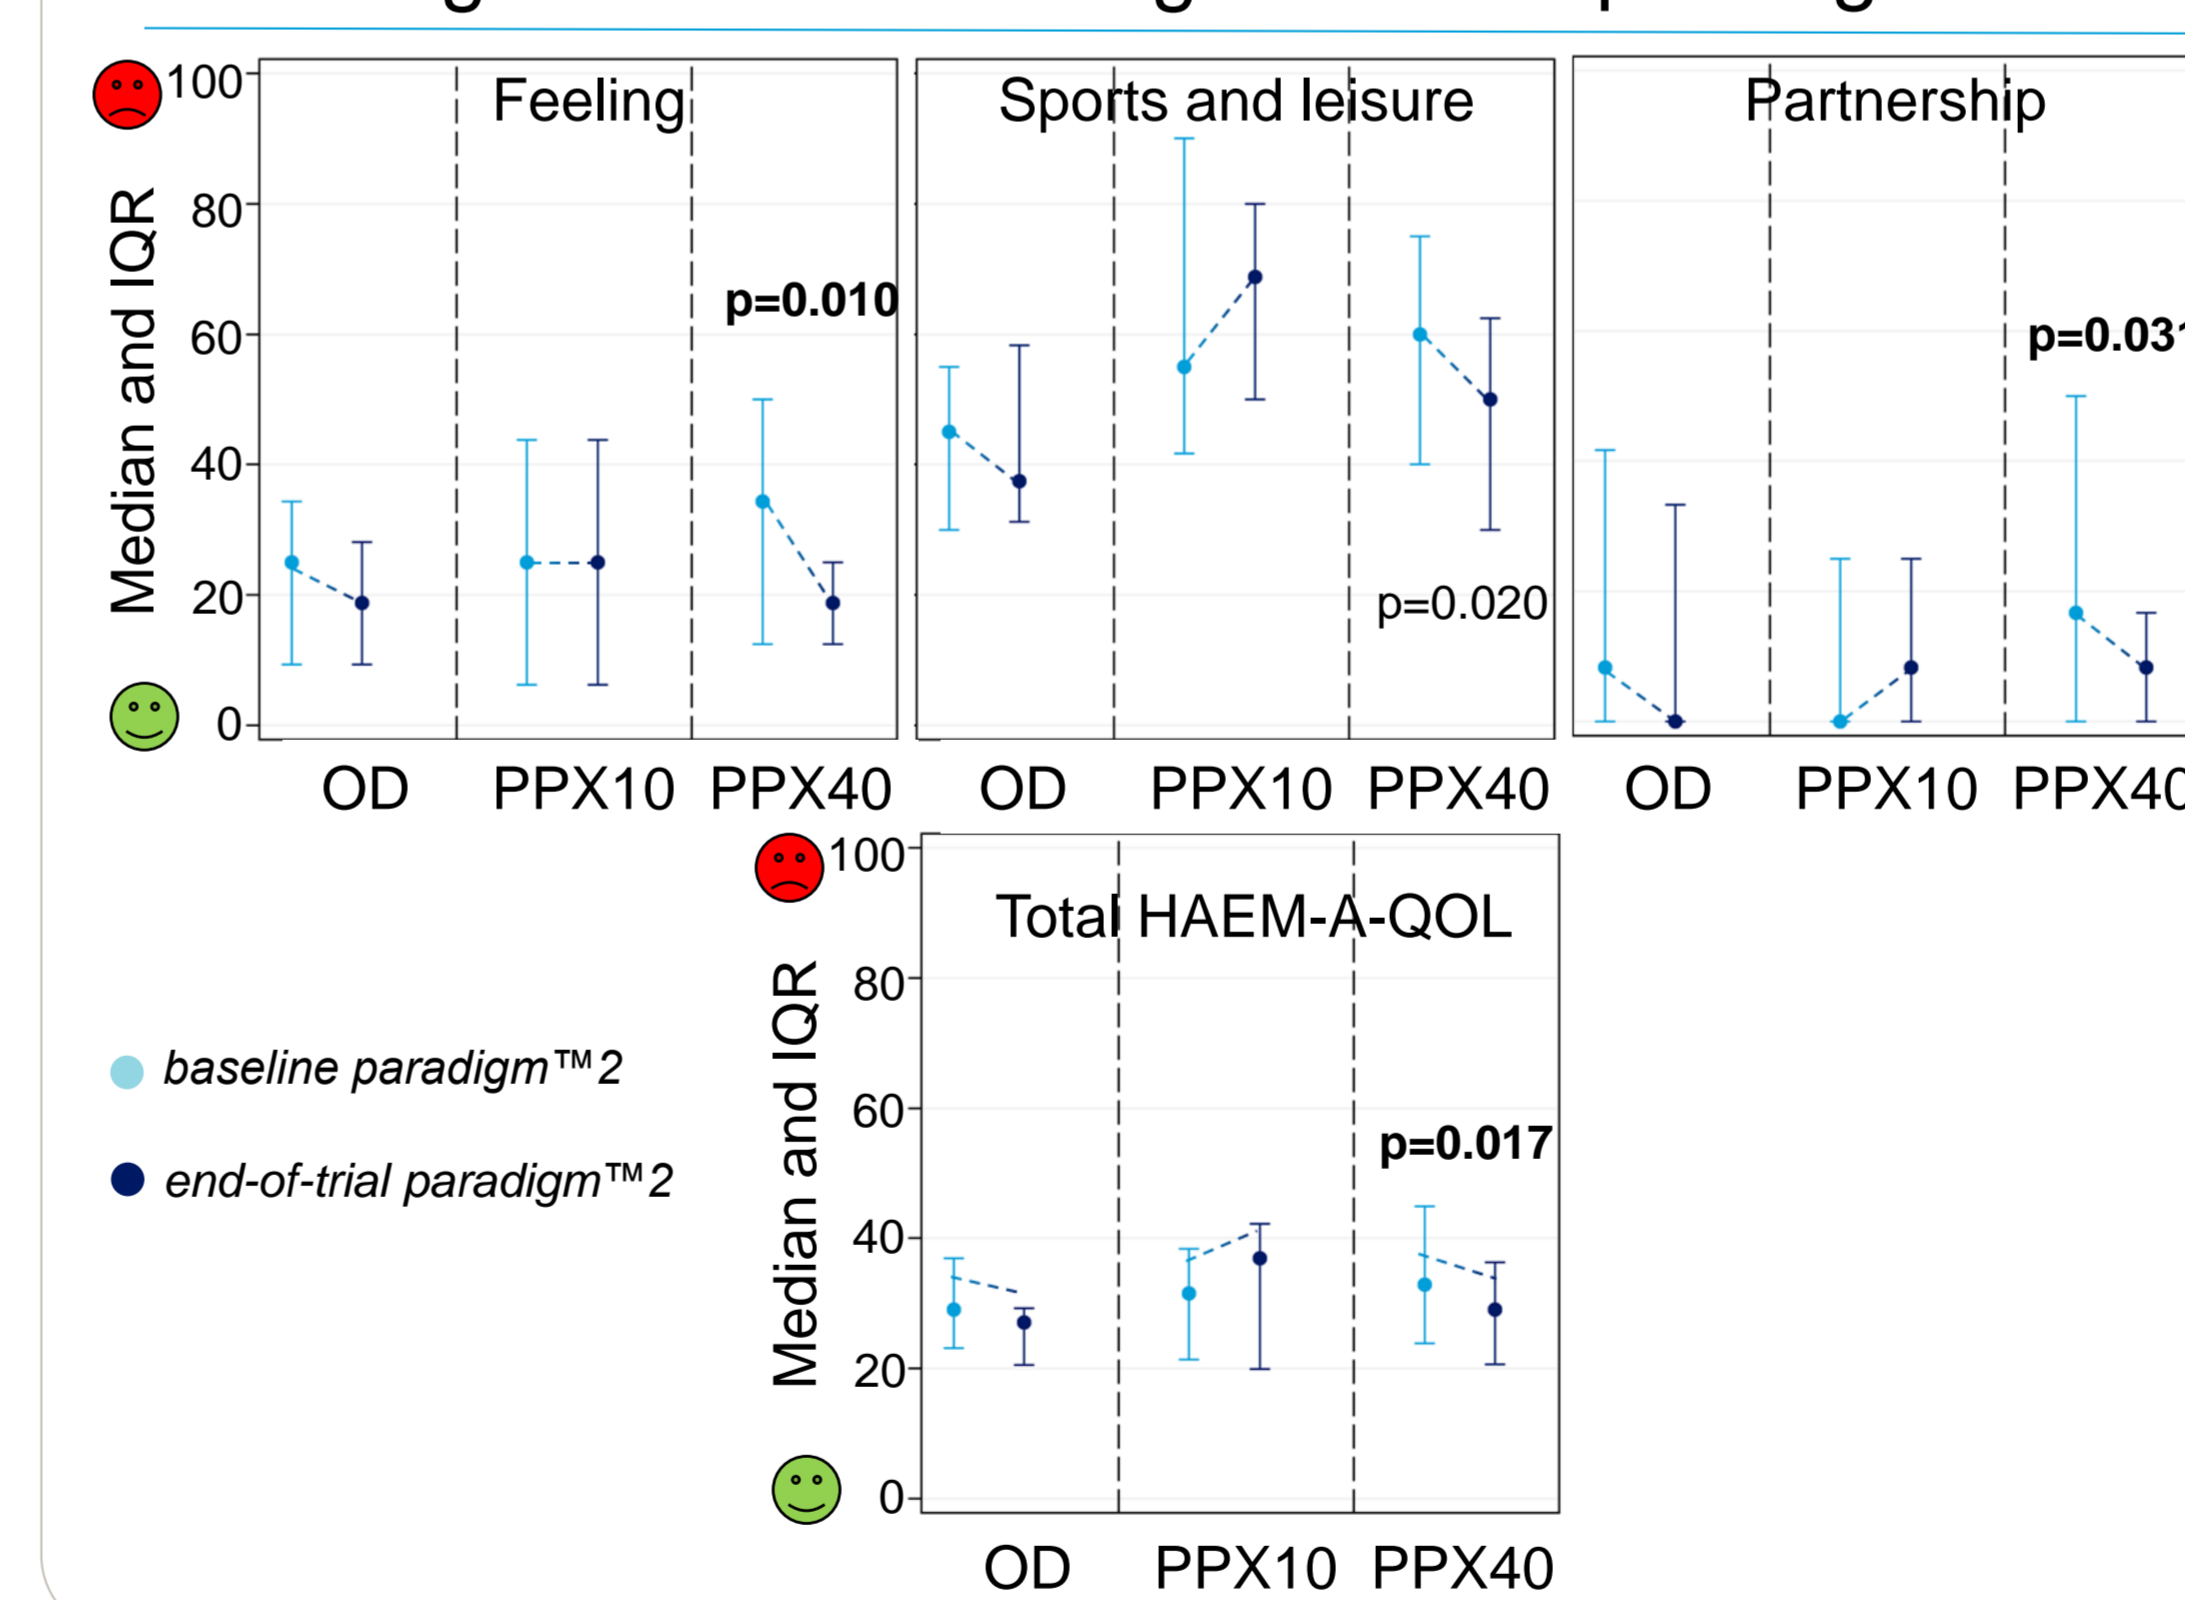 Feeling
Sports and leisure
Partnership
Median and IQR
100
80
60
40
20
0
p=0.010
p=0.020
OD PPX10 PPX40
OD PPX10 PPX40
OD PPX10
Total HAEM-A-QOL
Median and IQR
100
80
60
40
20
0
p=0.017
OD PPX10 PPX40
baseline paradigm™2
end-of-trial paradigm™2